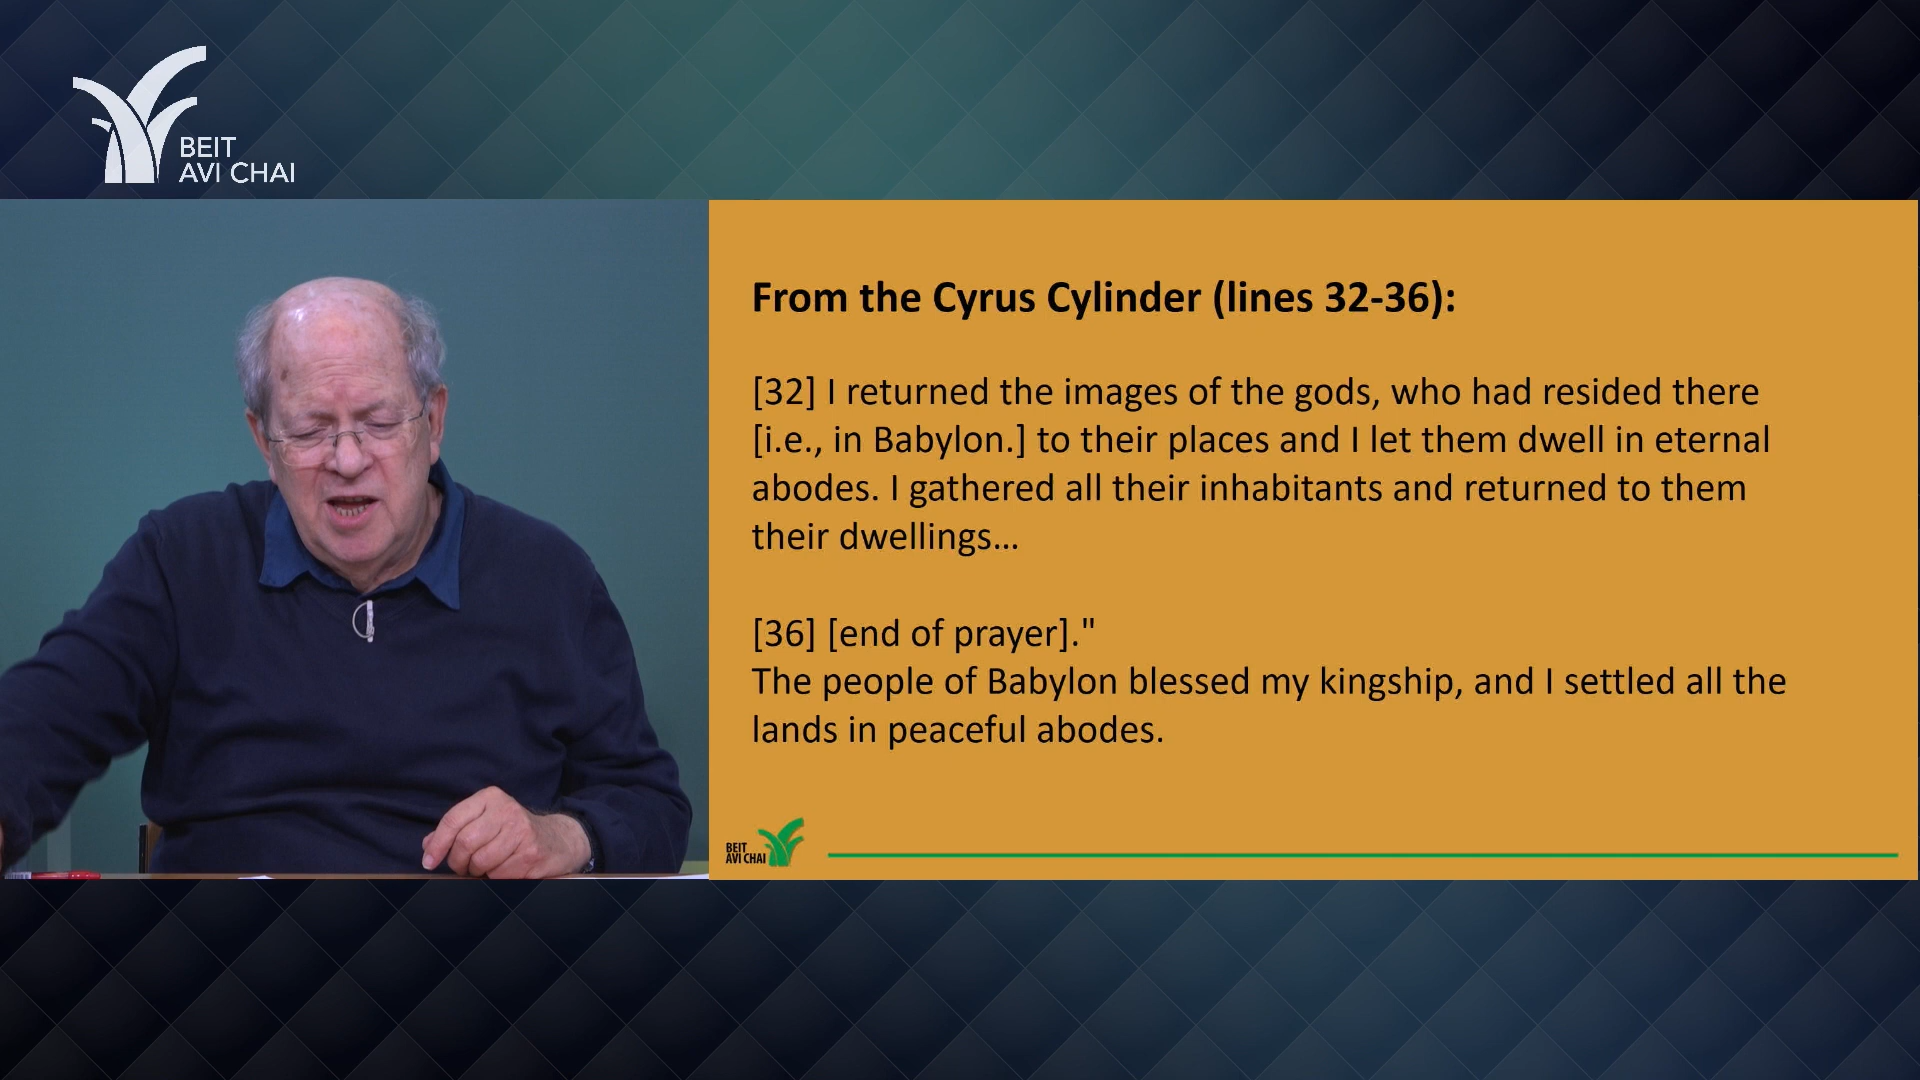 BEIT
AVI CHAI
From the Cyrus Cylinder (lines 32-36):
[32] I returned the images of the gods, who had resided there
[i.e., in Babylon.] to their places and I let them dwell in eternal
abodes. I gathered all their inhabitants and returned to them
their dwellings...
[36] [end of prayer]."
The people of Babylon blessed my kingship, and I settled all the
lands in peaceful abodes.
BEIT
AVI CHAI